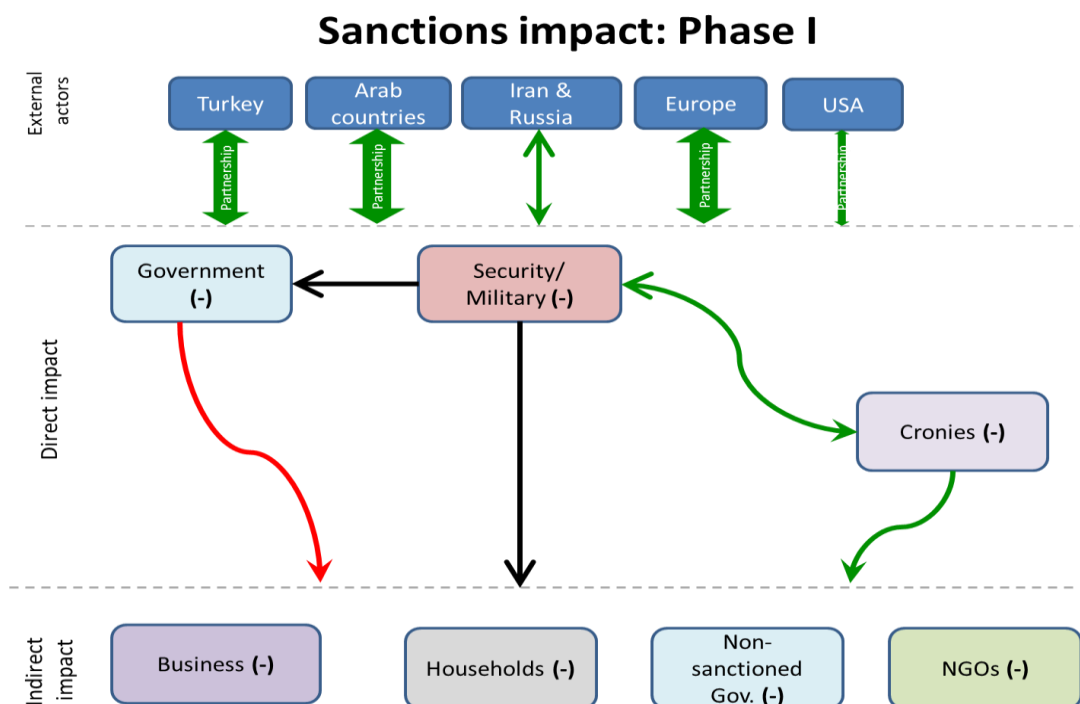 Sanctions impact: Phase I
External
actors
Turkey
Arab
countries
Iran &
Russia
Europe
USA
Partnership
Partnership
Partnership
Partnership
Direct impact
Government
(-)
Security/
Military (-)
Cronies (-)
Indirect
impact
Business (-)
Households (-)
Non-
sanctioned
Gov. (-)
NGOs (-)